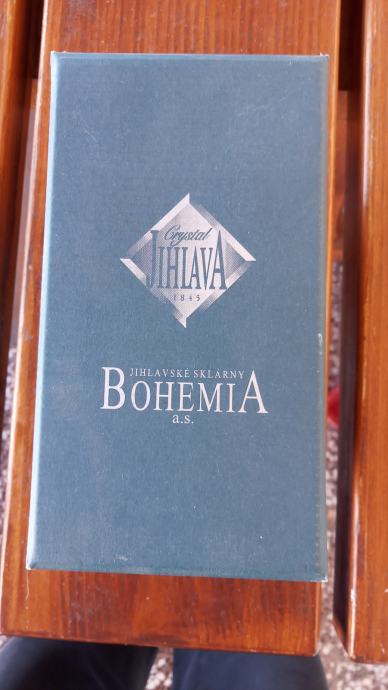 Crystal
JIHLAVA
1845
JIHLAVSKÉ SKLÁRNY
BOHEMIA
a.s.